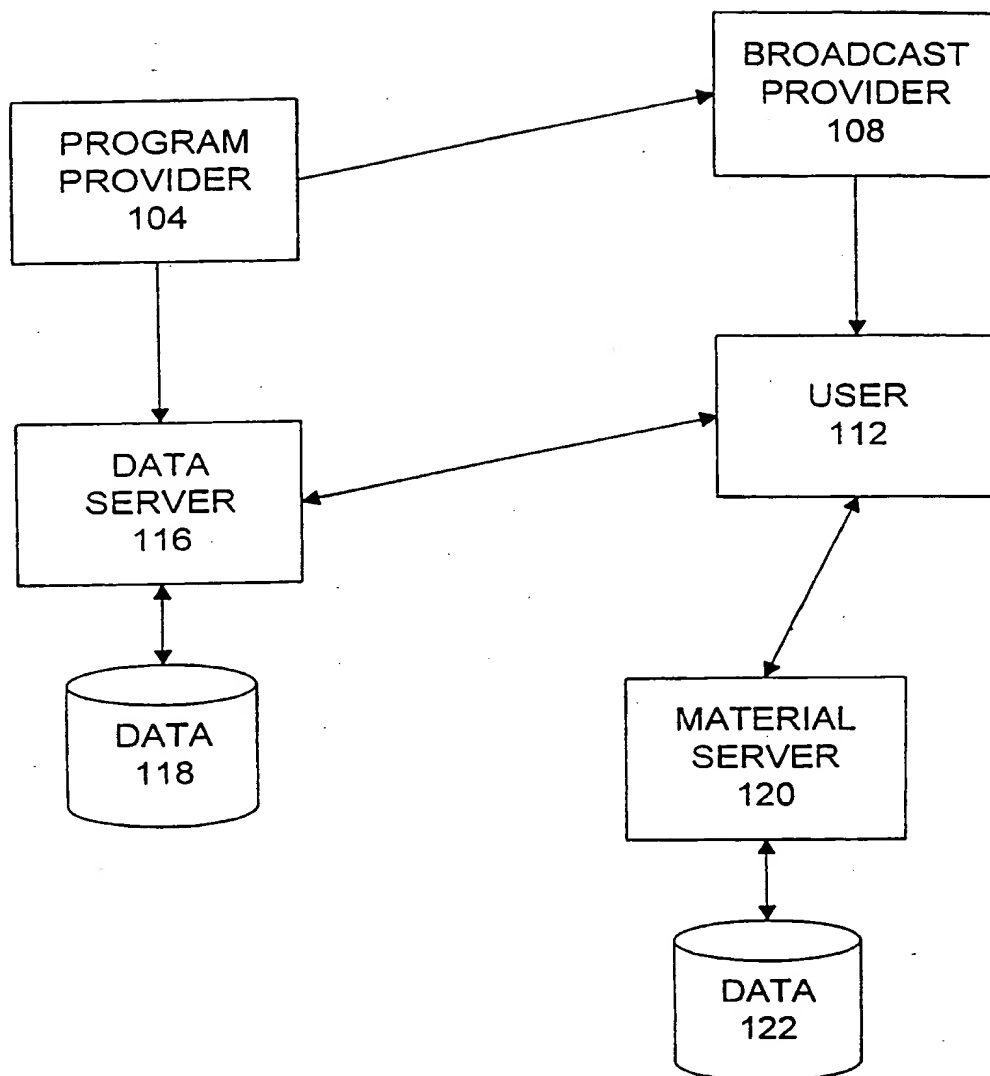 BROADCAST
PROVIDER
108
PROGRAM
PROVIDER
104
USER
112
DATA
SERVER
116
DATA
118
MATERIAL
SERVER
120
DATA
122